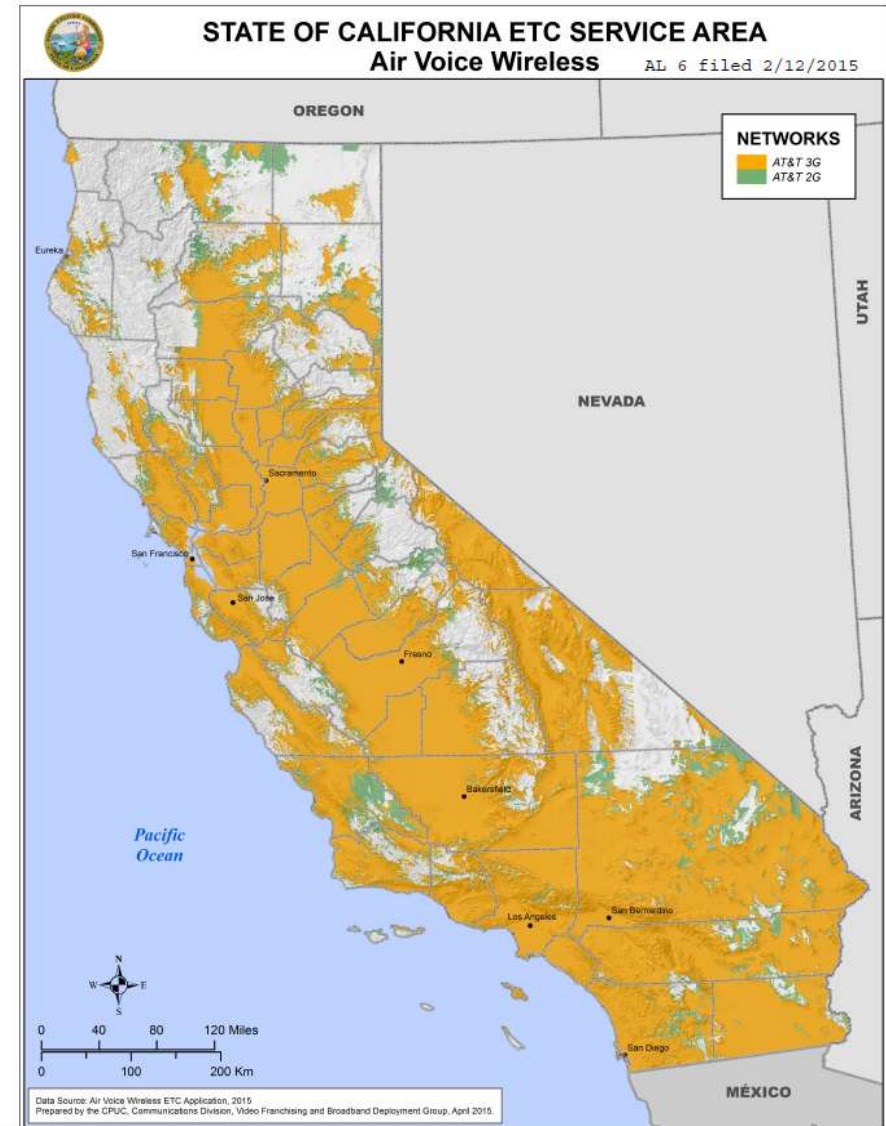 STATE OF CALIFORNIA ETC SERVICE AREA
Air Voice Wireless
AL 6 filed 2/12/2015
OREGON
NETWORKS
AT&T 3G
AT&T 2G
Eureka
UTAH
NEVADA
Sacramento
San Francisco
San Jose
Fresno
ARIZONA
Bakersfield
Pacific
Ocean
San Bernardino
Los Angeles
N
W E
S
0 40 80 120 Miles
0 100 200 Km
San Diego
MÉXICO
Data Source: Air Voice Wireless ETC Application, 2015
Prepared by the CPUC, Communications Division, Video Franchising and Broadband Deployment Group, April 2015.